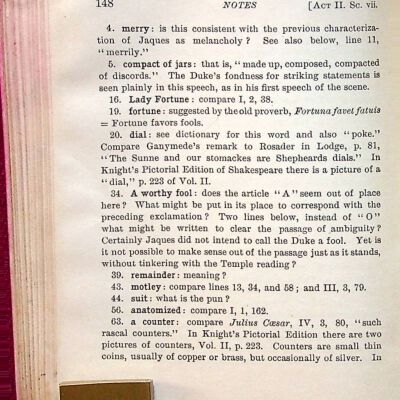 148 NOTES [ACT II. Sc. vii.
4. merry: is this consistent with the previous characteriza-
tion of Jaques as melancholy? See also below, line 11,
"merrily."
5. compact of jars: that is, "made up, composed, compacted
of discords." The Duke's fondness for striking statements is
seen plainly in this speech, as in his first speech of the scene.
16. Lady Fortune: compare I, 2, 38.
19. fortune: suggested by the old proverb, Fortuna favet fatuis
= Fortune favors fools.
20. dial: see dictionary for this word and also "poke."
Compare Ganymede's remark to Rosader in Lodge, p. 81,
"The Sunne and our stomackes are Shepheards dials." In
Knight's Pictorial Edition of Shakespeare there is a picture of a
"dial," p. 223 of Vol. II.
34. A worthy fool: does the article "A" seem out of place
here? What might be put in its place to correspond with the
preceding exclamation? Two lines below, instead of "O"
what might be written to clear the passage of ambiguity?
Certainly Jaques did not intend to call the Duke a fool. Yet is
it not possible to make sense out of the passage just as it stands,
without tinkering with the Temple reading?
39. remainder: meaning?
43. motley: compare lines 13, 34, and 58; and III, 3, 79.
44. suit: what is the pun?
56. anatomized: compare I, 1, 162.
63. a counter: compare Julius Cæsar, IV, 3, 80, "such
rascal counters." In Knight's Pictorial Edition there are two
pictures of counters, Vol. II, p. 223. Counters are small thin
coins, usually of copper or brass, but occasionally of silver. In